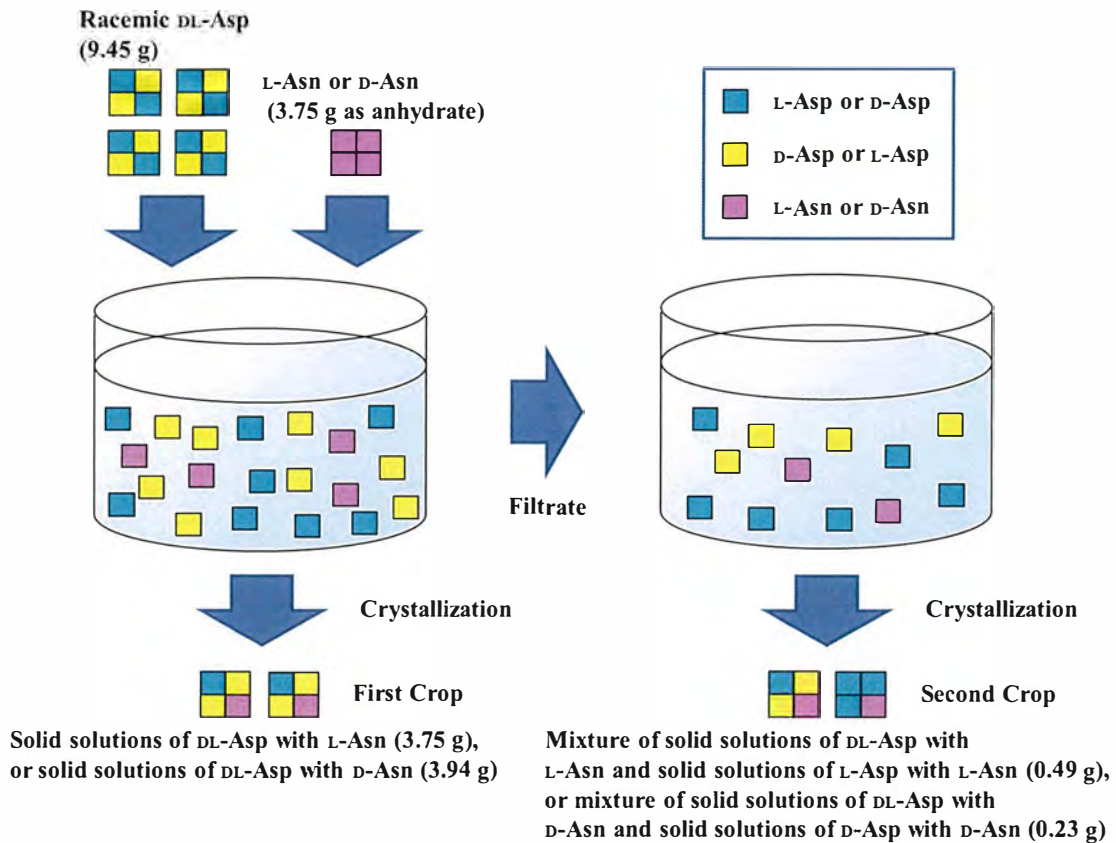 Racemic DL-Asp
(9.45 g)
L-Asn or D-Asn
(3.75 g as anhydrate)
L-Asp or D-Asp
D-Asp or L-Asp
L-Asn or D-Asn
Filtrate
Crystallization
Crystallization
First Crop
Second Crop
Solid solutions of DL-Asp with L-Asn (3.75 g),
or solid solutions of DL-Asp with D-Asn (3.94 g)
Mixture of solid solutions of DL-Asp with
L-Asn and solid solutions of L-Asp with L-Asn (0.49 g),
or mixture of solid solutions of DL-Asp with
D-Asn and solid solutions of D-Asp with D-Asn (0.23 g)